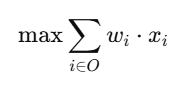 max ∑_{i∈O} w_i · x_i